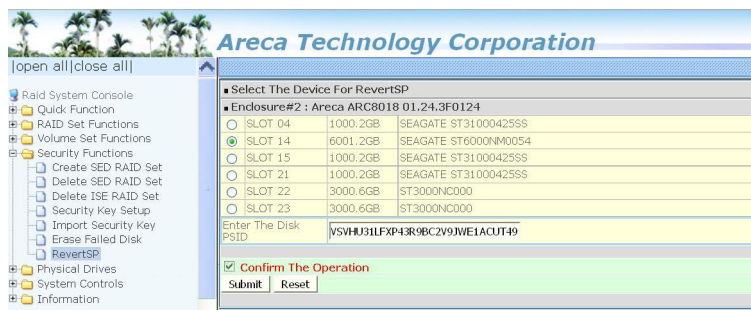 Areca Technology Corporation
|open all|close all|
Raid System Console
Quick Function
RAID Set Functions
Volume Set Functions
Security Functions
Create SED RAID Set
Delete SED RAID Set
Delete ISE RAID Set
Security Key Setup
Import Security Key
Erase Failed Disk
RevertSP
Physical Drives
System Controls
Information
Select The Device For RevertSP
Enclosure#2 : Areca ARC8018 01.24.3F0124
SLOT 04 1000.2GB SEAGATE ST31000425SS
SLOT 14 6001.2GB SEAGATE ST6000NM0054
SLOT 15 1000.2GB SEAGATE ST31000425SS
SLOT 21 1000.2GB SEAGATE ST31000425SS
SLOT 22 3000.6GB ST3000NC000
SLOT 23 3000.6GB ST3000NC000
Enter The Disk PSID VSVHU31LFXP43R9BC2V9JWE1ACUT49
Confirm The Operation
Submit Reset